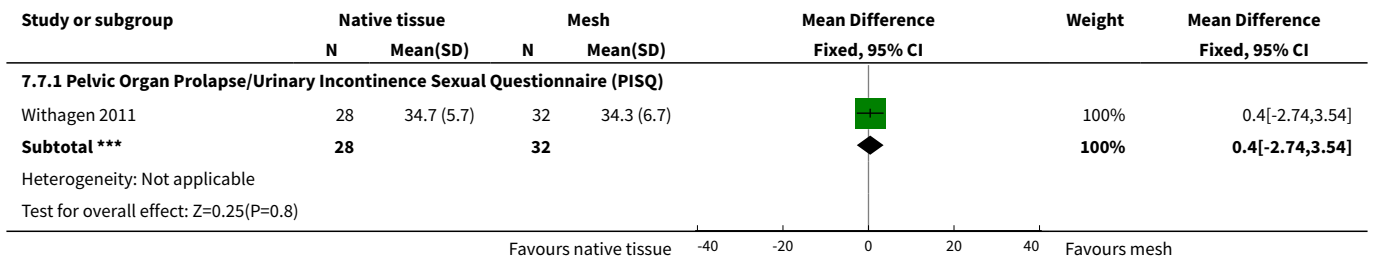 Study or subgroup Native tissue Mesh Mean Difference Weight Mean Difference
N Mean(SD) N Mean(SD) Fixed, 95% CI Fixed, 95% CI
7.7.1 Pelvic Organ Prolapse/Urinary Incontinence Sexual Questionnaire (PISQ)
Withagen 2011 28 34.7 (5.7) 32 34.3 (6.7) 100% 0.4[-2.74,3.54]
Subtotal *** 28 32 100% 0.4[-2.74,3.54]
Heterogeneity: Not applicable
Test for overall effect: Z=0.25(P=0.8)
Favours native tissue -40 -20 0 20 40 Favours mesh